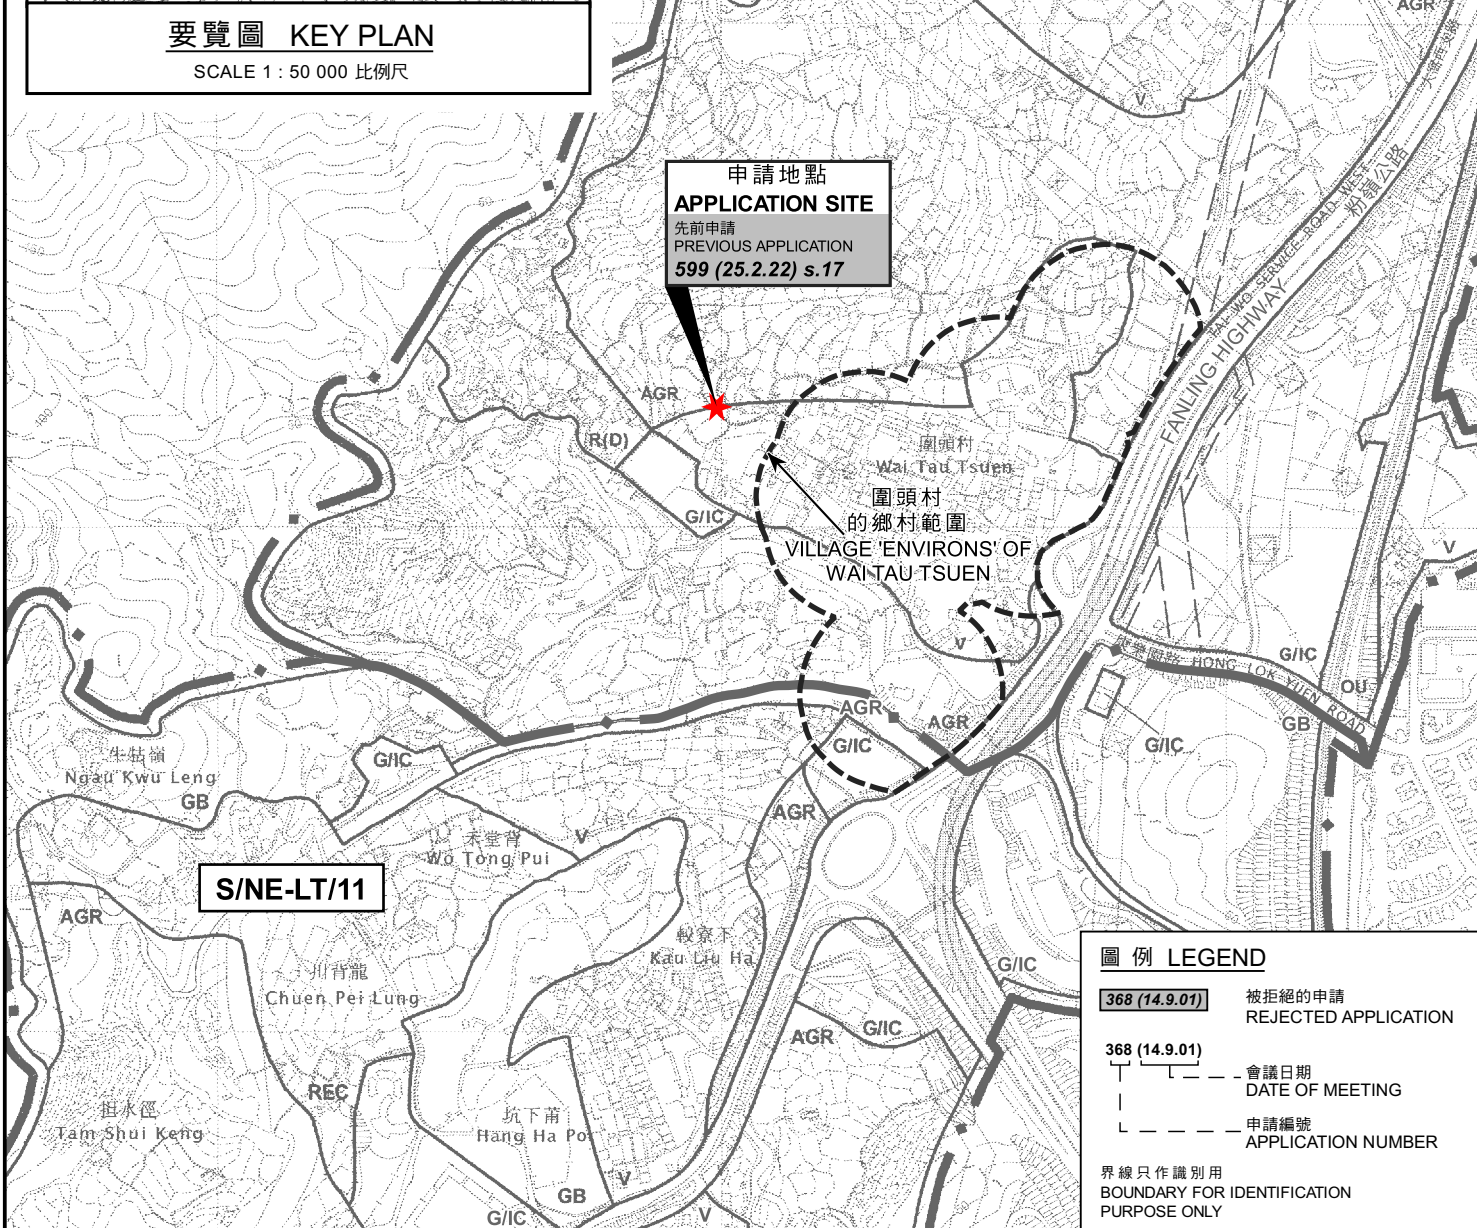 要覽圖 KEY PLAN
SCALE 1 : 50 000 比例尺
AGR
V
申請地點
APPLICATION SITE
先前申請
PREVIOUS APPLICATION
599 (25.2.22) s.17
TAI WO SERVICE ROAD WEST
粉嶺公路
FANLING HIGHWAY
AGR
R(D)
G/IC
圍頭村
Wai Tau Tsuen
圍頭村
的鄉村範圍
VILLAGE 'ENVIRONS' OF
WAI TAU TSUEN
V
V
康樂園路 HONG LOK YUEN ROAD
G/IC
OU
GB
G/IC
AGR
AGR
G/IC
牛牯嶺
Ngau Kwu Leng
GB
G/IC
AGR
禾堂背
Wo Tong Pui
V
S/NE-LT/11
AGR
較寮下
Kau Liu Ha
川背龍
Chuen Pei Lung
G/IC
AGR
G/IC
REC
担水徑
Tam Shui Keng
坑下莆
Hang Ha Po
GB
V
G/IC
V
圖例 LEGEND
368 (14.9.01)
被拒絕的申請
REJECTED APPLICATION
368 (14.9.01)
會議日期
DATE OF MEETING
申請編號
APPLICATION NUMBER
界線只作識別用
BOUNDARY FOR IDENTIFICATION
PURPOSE ONLY